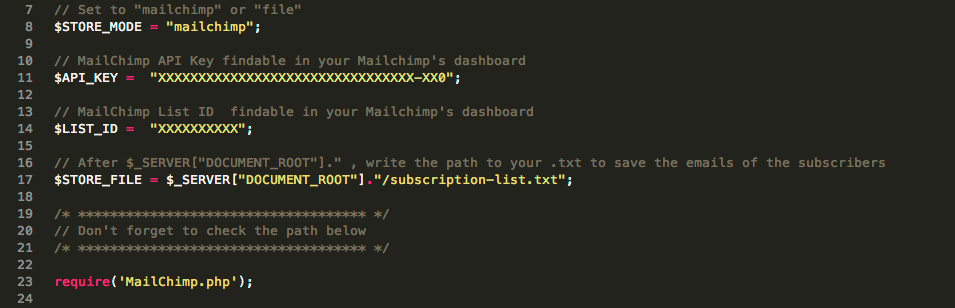 7 // Set to "mailchimp" or "file"
8 $STORE_MODE = "mailchimp";
9
10 // MailChimp API Key findable in your Mailchimp's dashboard
11 $API_KEY =  "XXXXXXXXXXXXXXXXXXXXXXXXXXXXXXXX-XX0";
12
13 // MailChimp List ID  findable in your Mailchimp's dashboard
14 $LIST_ID =  "XXXXXXXXXX";
15
16 // After $_SERVER["DOCUMENT_ROOT"]." , write the path to your .txt to save the emails of the subscribers
17 $STORE_FILE = $_SERVER["DOCUMENT_ROOT"]."/subscription-list.txt";
18
19 /* ************************************ */
20 // Don't forget to check the path below
21 /* ************************************ */
22
23 require('MailChimp.php');
24